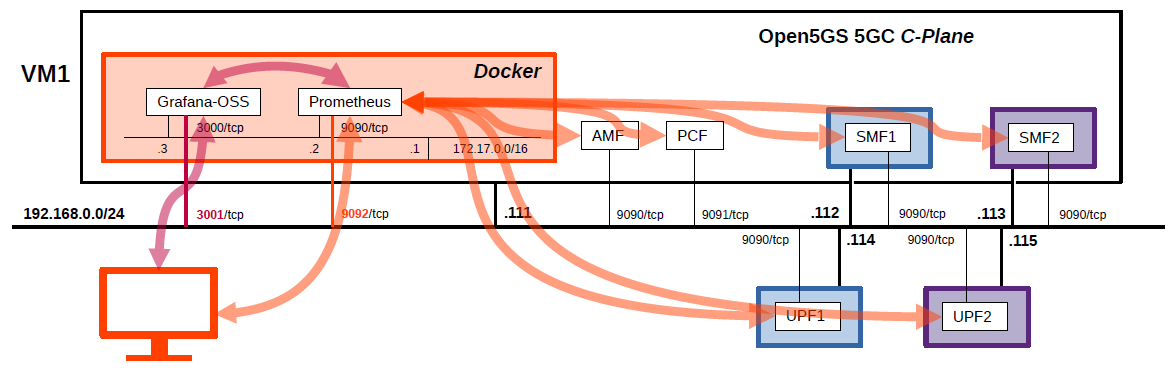 Open5GS 5GC C-Plane
VM1
Docker
Grafana-OSS
Prometheus
3000/tcp
9090/tcp
AMF
PCF
SMF1
SMF2
.3
.2
.1
172.17.0.0/16
192.168.0.0/24
3001/tcp
9092/tcp
.111
9090/tcp
9091/tcp
.112
9090/tcp
.113
9090/tcp
9090/tcp
.114
9090/tcp
.115
UPF1
UPF2